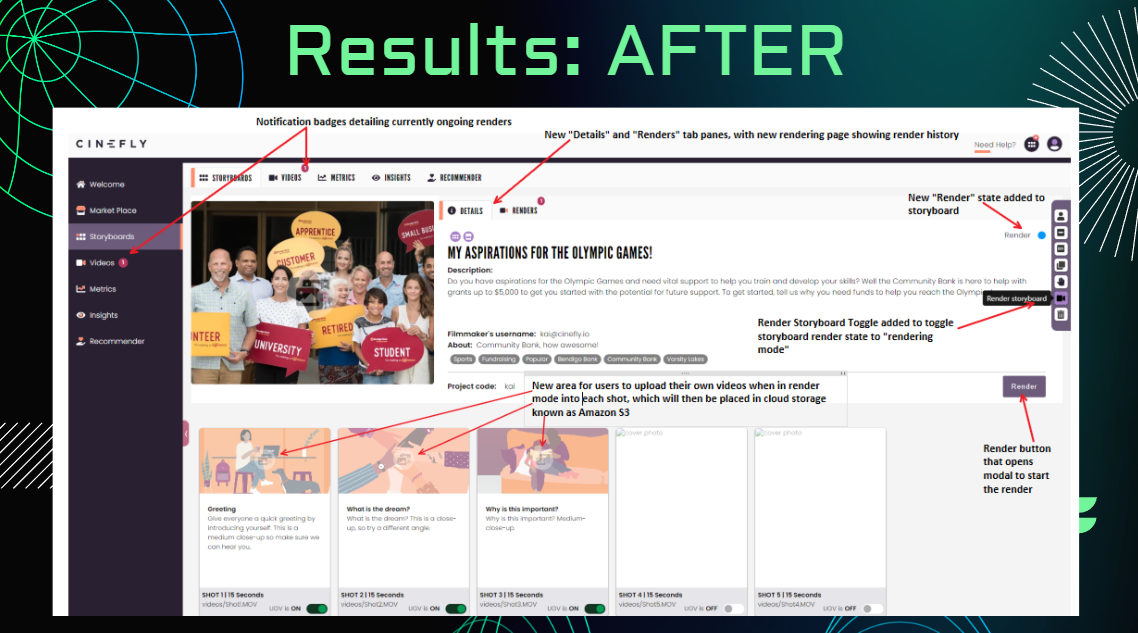 Results: AFTER
Notification badges detailing currently ongoing renders
New "Details" and "Renders" tab panes, with new rendering page showing render history
CINEFLY
Need Help?
STORYBOARDS
VIDEOS
1
METRICS
INSIGHTS
RECOMMENDER
Welcome
Market Place
Storyboards
Videos 1
Metrics
Insights
Recommender
APPRENTICE
SMALL BUSI
CUSTOMER
NTEER
UNIVERSITY
RETIRED
STUDENT
DETAILS
RENDERS
1
New "Render" state added to
storyboard
Render
MY ASPIRATIONS FOR THE OLYMPIC GAMES!
Description:
Do you have aspirations for the Olympic Games and need vital support to help you train and develop your skills? Well the Community Bank is here to help with
grants up to $5,000 to get you started with the potential for future support. To get started, tell us why you need funds to help you reach the Olympi
Render storyboard
Render Storyboard Toggle added to toggle
storyboard render state to "rendering
mode"
Filmmaker's username: kai@cinefly.io
About: Community Bank, how awesome!
Sports
Fundraising
Popular
Bendigo Bank
Community Bank
Varsity Lakes
Project code: kai
New area for users to upload their own videos when in render
mode into each shot, which will then be placed in cloud storage
known as Amazon S3
Render
Render button
that opens
modal to start
the render
cover photo
cover photo
Greeting
Give everyone a quick greeting by
introducing yourself. This is a
medium close-up so make sure we
can hear you.
What is the dream?
What is the dream? This is a close-
up, so try a different angle.
Why is this important?
Why is this important? Medium-
close-up.
SHOT 1 | 15 Seconds
videos/Shot1.MOV
UGV is ON
SHOT 2 | 15 Seconds
videos/Shot2.MOV
UGV is ON
SHOT 3 | 15 Seconds
videos/Shot3.MOV
UGV is ON
SHOT 4 | 15 Seconds
videos/Shot5.MOV
UGV is OFF
SHOT 5 | 15 Seconds
videos/Shot4.MOV
UGV is OFF